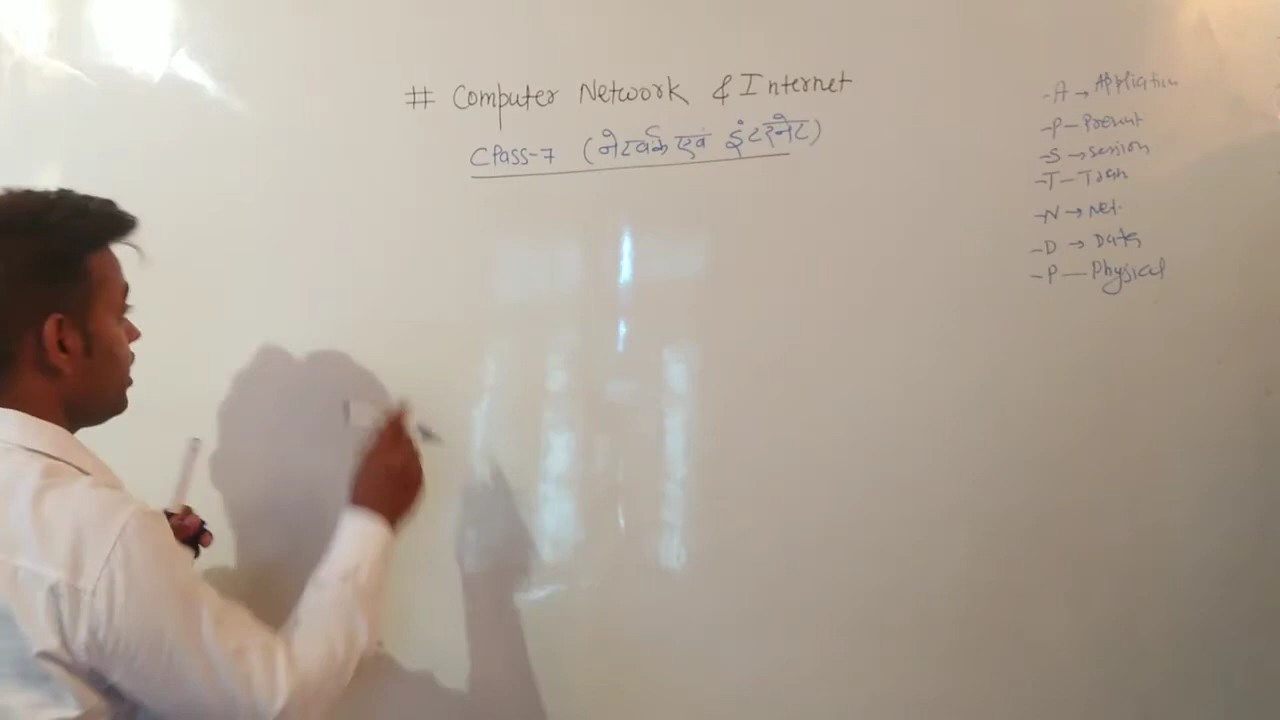 # Computer Network & Internet
Class-7 (नेटवर्क एवं इंटरनेट)
-A → Application
-P - Present
-S → Session
-T - Tran
-N → Net.
-D → Data
-P — Physical